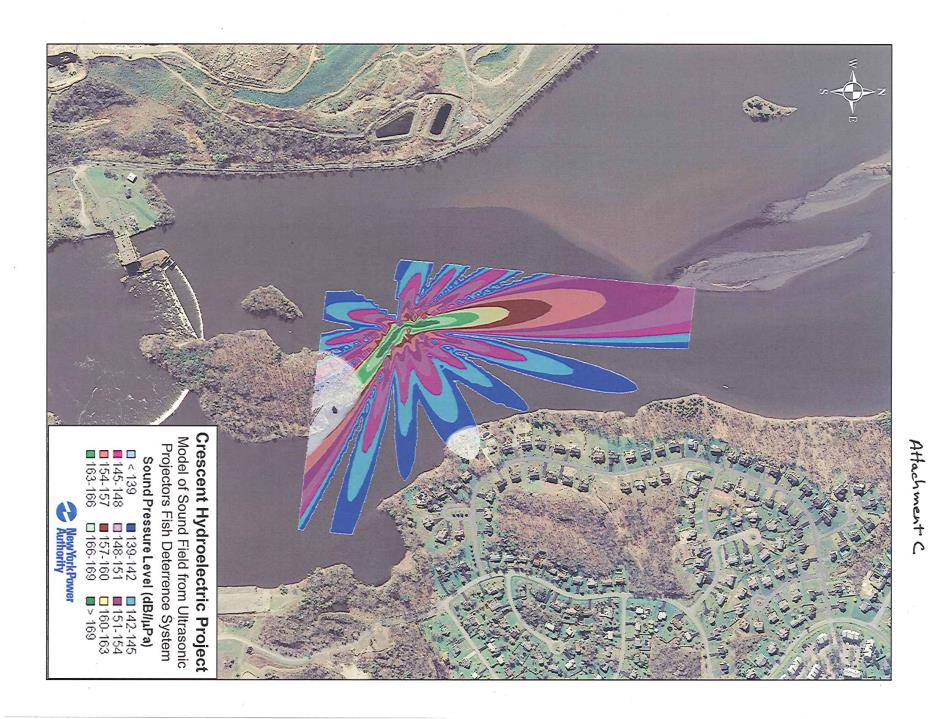 Attachment C
N
W
E
S
Crescent Hydroelectric Project
Model of Sound Field from Ultrasonic
Projectors Fish Deterrence System
Sound Pressure Level (dB//µPa)
< 139 139-142 142-145
145-148 148-151 151-154
154-157 157-160 160-163
163-166 166-169 > 169
NewYorkPower
Authority